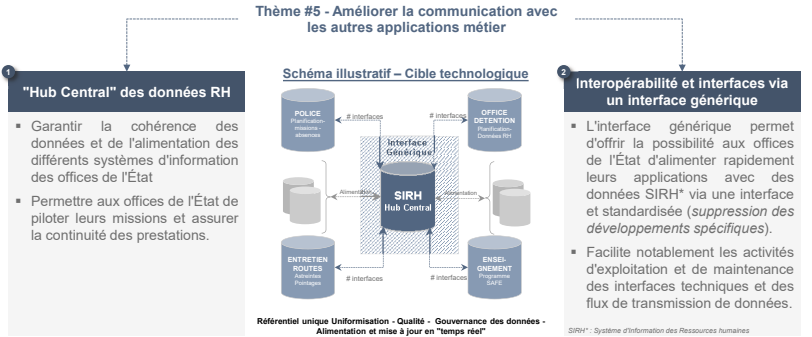 Thème #5 - Améliorer la communication avec
les autres applications métier
1
"Hub Central" des données RH
▪ Garantir la cohérence des
données et de l'alimentation des
différents systèmes d'information
des offices de l'État
▪ Permettre aux offices de l'État de
piloter leurs missions et assurer
la continuité des prestations.
Schéma illustratif – Cible technologique
POLICE
Planification-
missions -
absences
# interfaces
# interfaces
OFFICE
DETENTION
Planification-
Données RH
Interface
Générique
Alimentation
SIRH
Hub Central
Alimentation
ENTRETIEN
ROUTES
Astreintes
Pointages
# interfaces
# interfaces
ENSEI-
GNEMENT
Programme
SAFE
Référentiel unique Uniformisation - Qualité - Gouvernance des données -
Alimentation et mise à jour en "temps réel"
2
Interopérabilité et interfaces via
un interface générique
▪ L'interface générique permet
d'offrir la possibilité aux offices
de l'État d'alimenter rapidement
leurs applications avec des
données SIRH* via une interface
et standardisée (suppression des
développements spécifiques).
▪ Facilite notablement les activités
d'exploitation et de maintenance
des interfaces techniques et des
flux de transmission de données.
SIRH* : Système d'Information des Ressources humaines